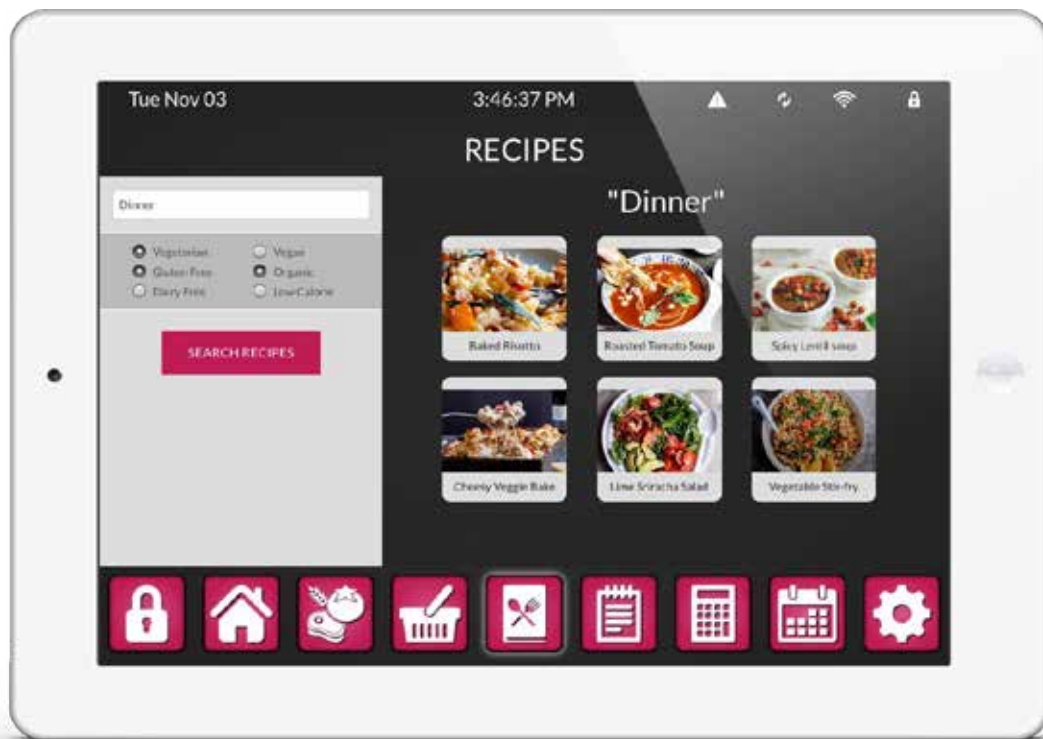 Tue Nov 03
3:46:37 PM
RECIPES
Dinner
Vegetarian
Vegan
Gluten Free
Organic
Dairy Free
Low Calorie
SEARCH RECIPES
"Dinner"
Baked Risotto
Roasted Tomato Soup
Spicy Lentil soup
Cheesy Veggie Bake
Lime Sriracha Salad
Vegetable Stir-fry